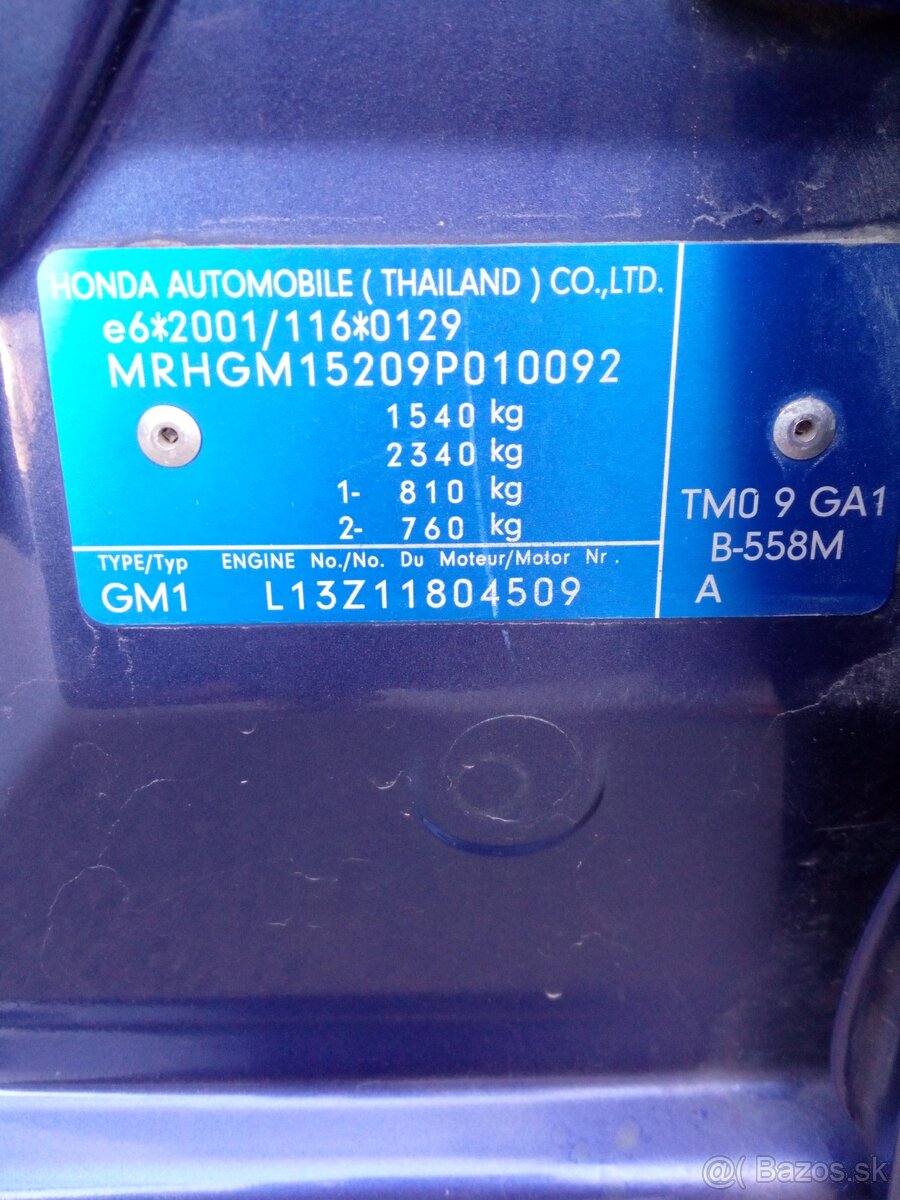 HONDA AUTOMOBILE ( THAILAND ) CO.,LTD.
e6*2001/116*0129
MRHGM15209P010092
1540 kg
2340 kg
1- 810 kg
2- 760 kg
TYPE/Typ ENGINE No./No. Du Moteur/Motor Nr.
GM1 L13Z11804509
TM0 9 GA1
B-558M
A
@( Bazos.sk